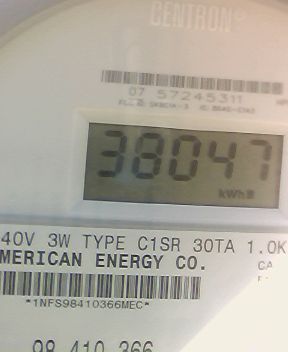 CENTRON®
07 57245311
38047
kWh
40V 3W TYPE C1SR 30TA 1.0K
MERICAN ENERGY CO.
CA
*1NFS98410366MEC*
98 410 366